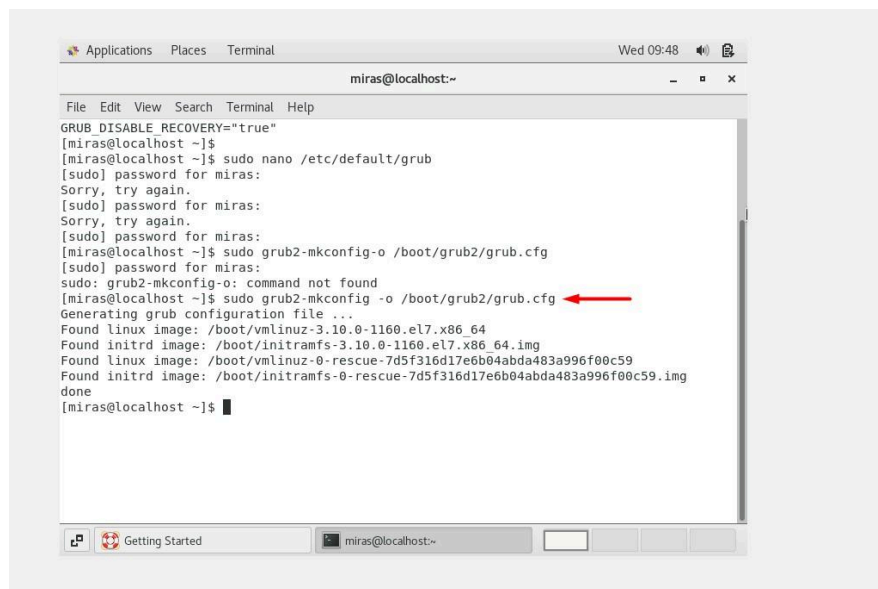 Applications Places Terminal Wed 09:48
miras@localhost:~
File Edit View Search Terminal Help
GRUB_DISABLE_RECOVERY="true"
[miras@localhost ~]$
[miras@localhost ~]$ sudo nano /etc/default/grub
[sudo] password for miras:
Sorry, try again.
[sudo] password for miras:
Sorry, try again.
[sudo] password for miras:
[miras@localhost ~]$ sudo grub2-mkconfig-o /boot/grub2/grub.cfg
[sudo] password for miras:
sudo: grub2-mkconfig-o: command not found
[miras@localhost ~]$ sudo grub2-mkconfig -o /boot/grub2/grub.cfg
Generating grub configuration file ...
Found linux image: /boot/vmlinuz-3.10.0-1160.el7.x86_64
Found initrd image: /boot/initramfs-3.10.0-1160.el7.x86_64.img
Found linux image: /boot/vmlinuz-0-rescue-7d5f316d17e6b04abda483a996f00c59
Found initrd image: /boot/initramfs-0-rescue-7d5f316d17e6b04abda483a996f00c59.img
done
[miras@localhost ~]$
Getting Started miras@localhost:~